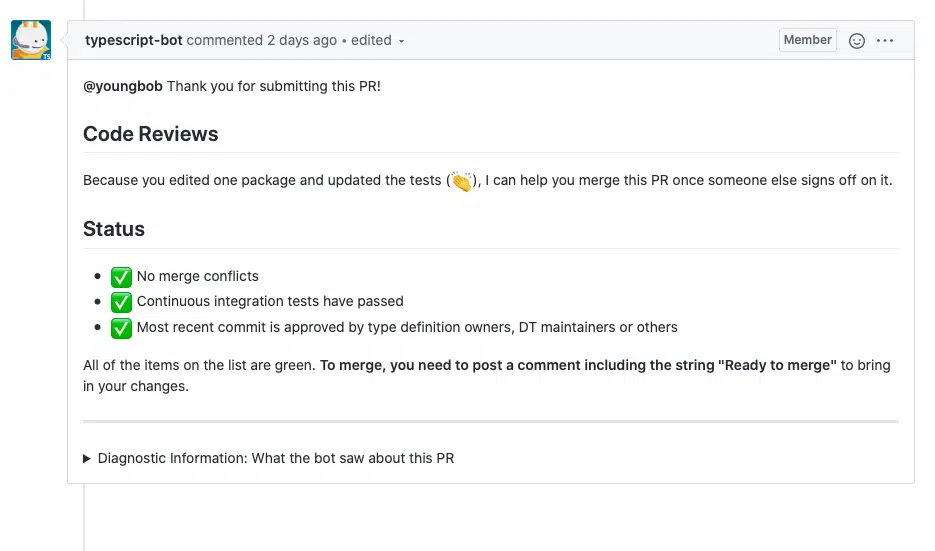 typescript-bot commented 2 days ago • edited
Member
@youngbob Thank you for submitting this PR!
Code Reviews
Because you edited one package and updated the tests (👏), I can help you merge this PR once someone else signs off on it.
Status
• ✅ No merge conflicts
• ✅ Continuous integration tests have passed
• ✅ Most recent commit is approved by type definition owners, DT maintainers or others
All of the items on the list are green. To merge, you need to post a comment including the string "Ready to merge" to bring
in your changes.
Diagnostic Information: What the bot saw about this PR
TS